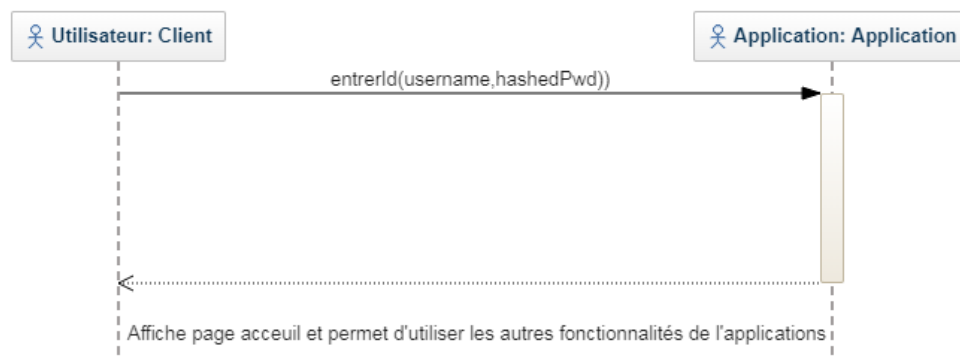 Utilisateur: Client
Application: Application
entrerId(username,hashedPwd))
Affiche page acceuil et permet d'utiliser les autres fonctionnalités de l'applications